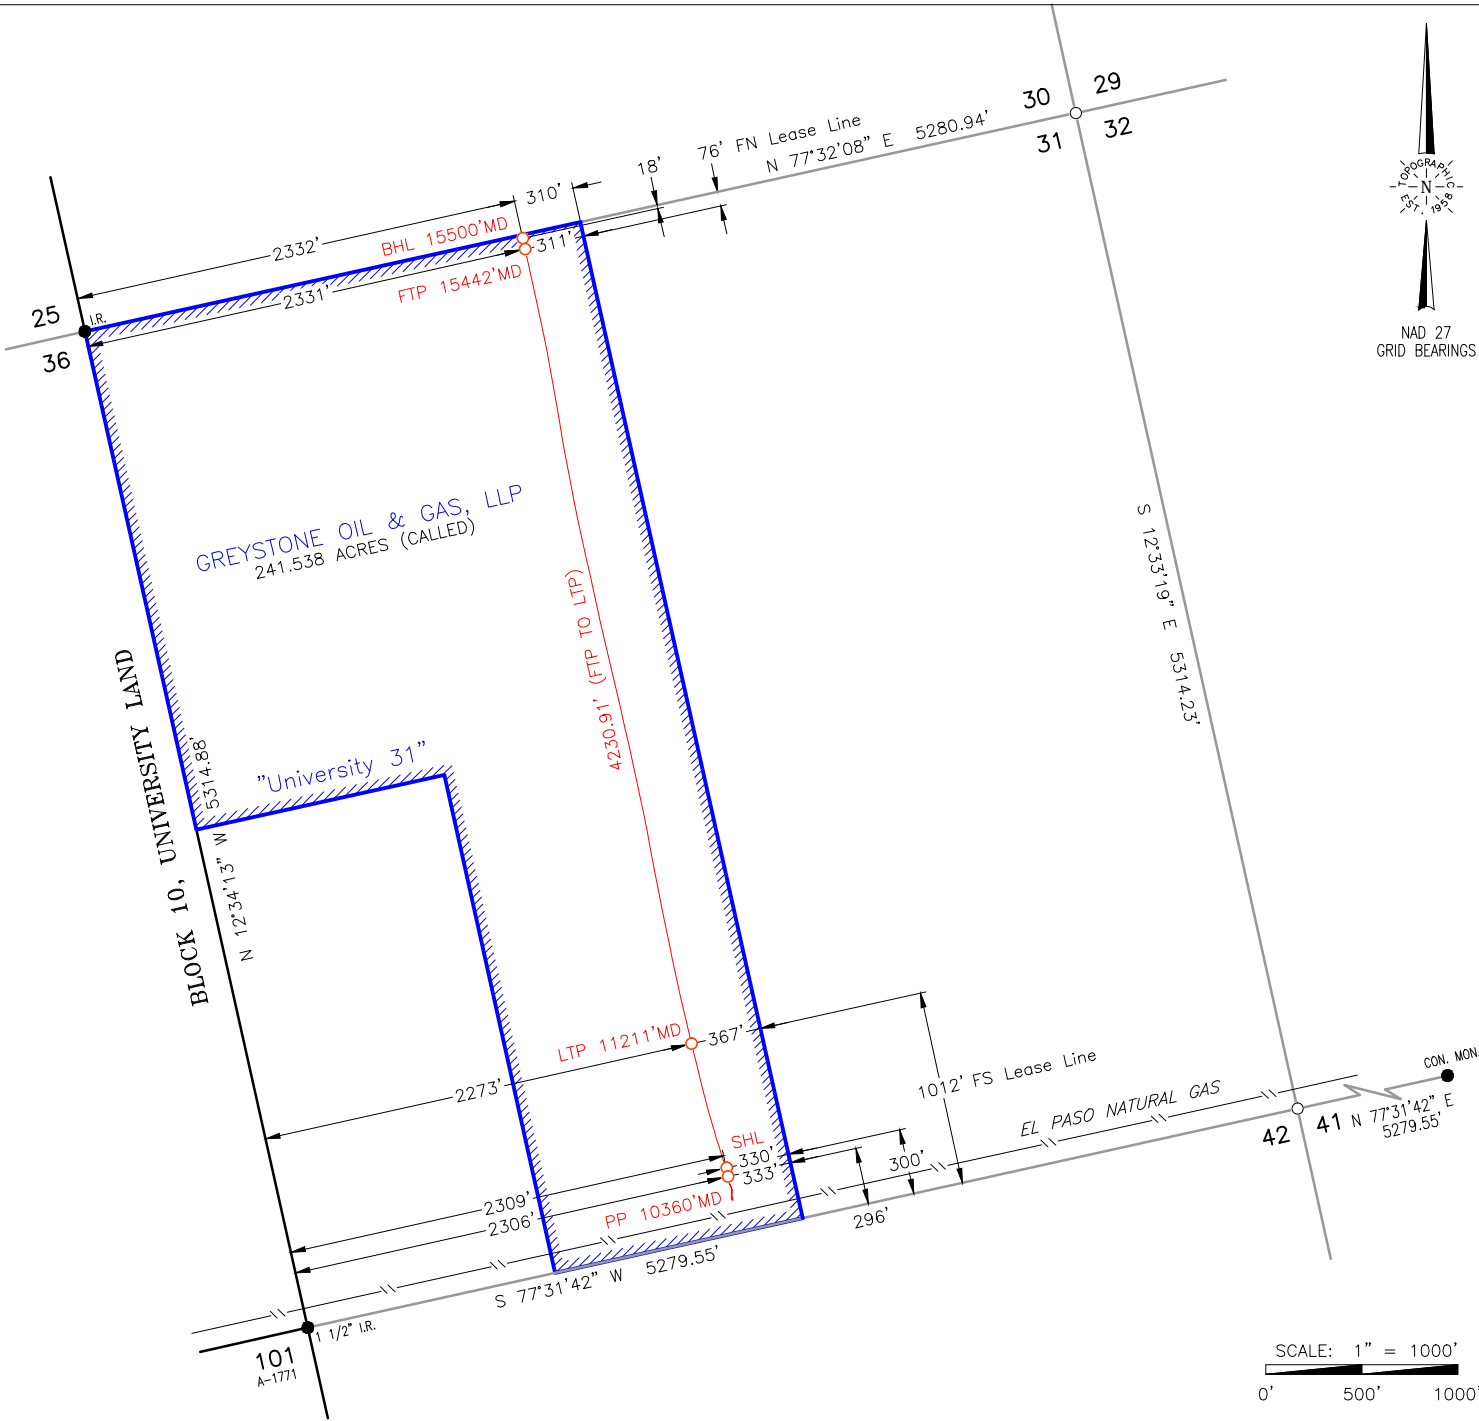 30
29
31
32
76' FN Lease Line
N 77°32'08" E 5280.94'
18'
310'
2332'
BHL 15500'MD
311'
FTP 15442'MD
2331'
25
I.R.
36
TOPOGRAPHIC
N
EST. 1958
NAD 27
GRID BEARINGS
GREYSTONE OIL & GAS, LLP
241.538 ACRES (CALLED)
S 12°33'19" E 5314.23'
4230.91' (FTP TO LTP)
BLOCK 10, UNIVERSITY LAND
N 12°34'13" W 5314.88'
"University 31"
LTP 11211'MD
367'
2273'
1012' FS Lease Line
EL PASO NATURAL GAS
CON. MON.
42
41
N 77°31'42" E
5279.55'
SHL
330'
333'
300'
2309'
2306'
PP 10360'MD
296'
S 77°31'42" W 5279.55'
1 1/2" I.R.
101
A-1771
SCALE: 1" = 1000'
0' 500' 1000'